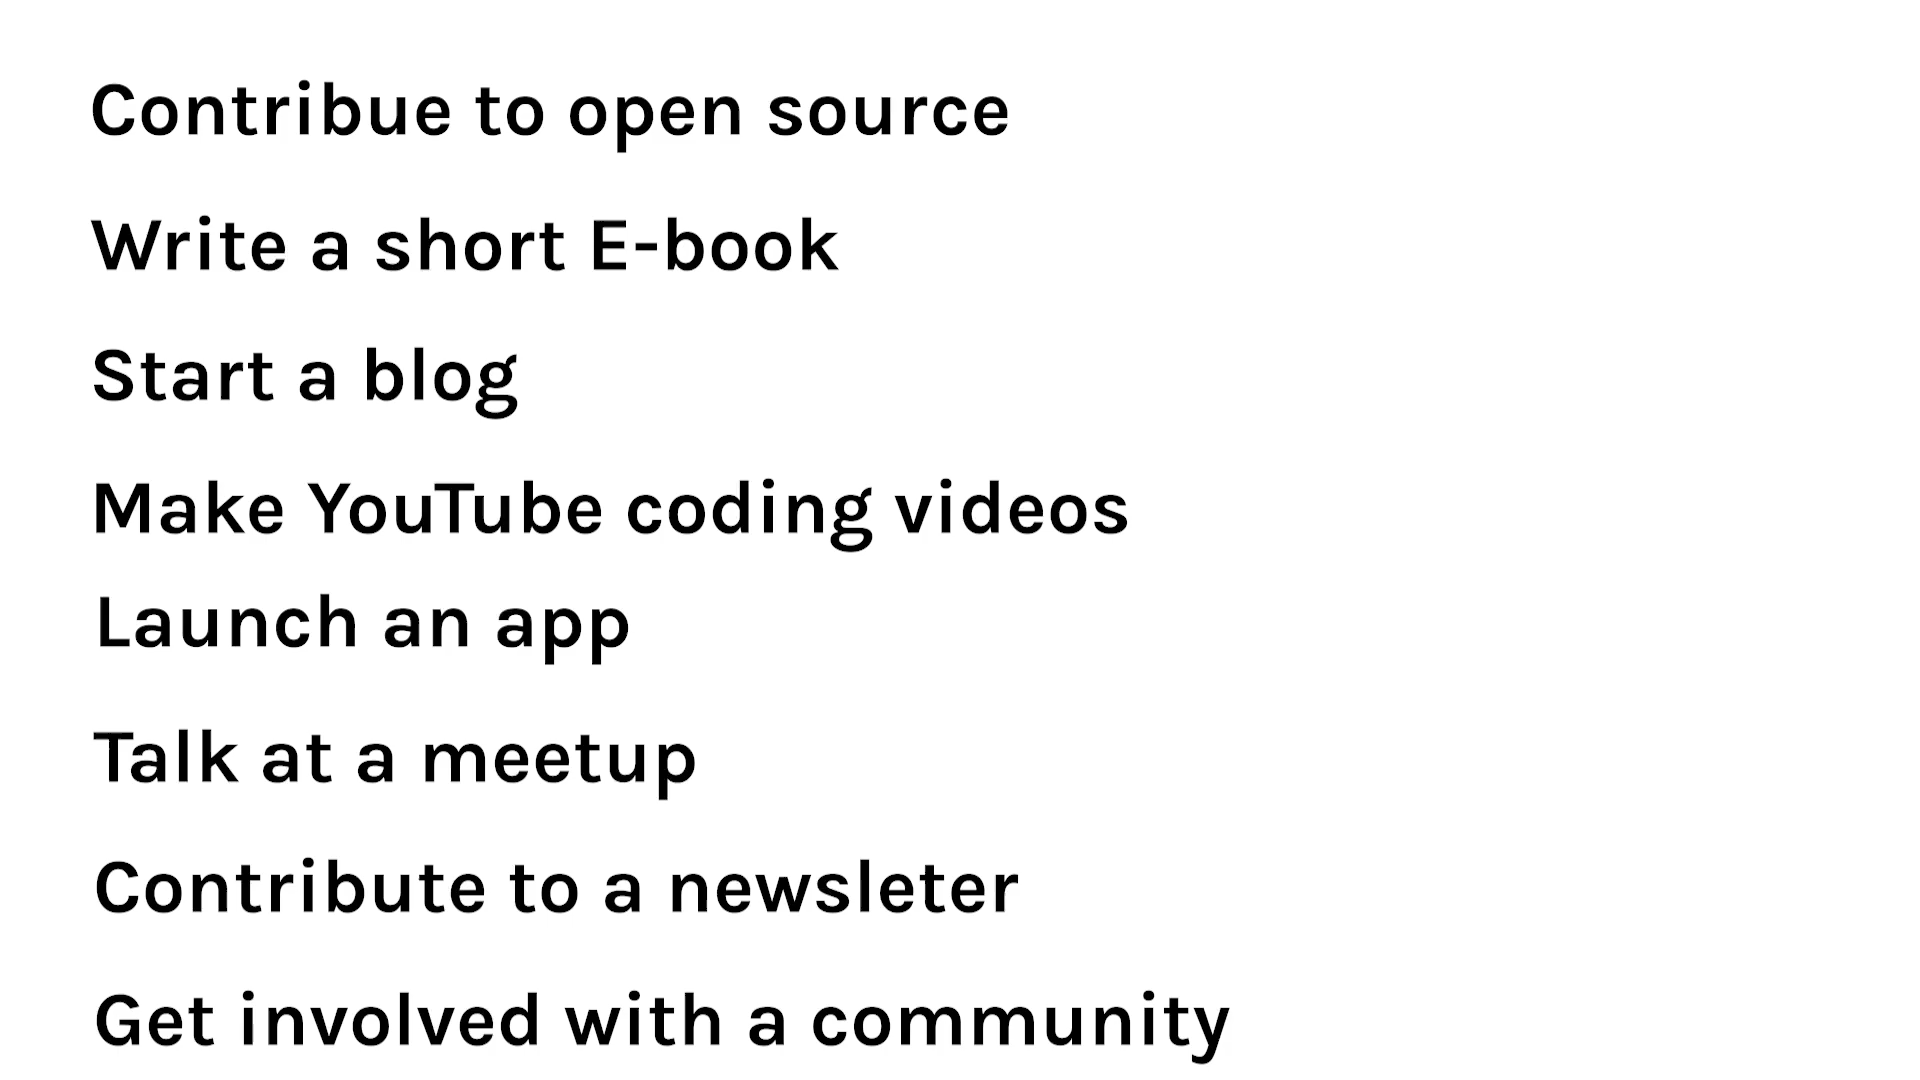 Contribue to open source
Write a short E-book
Start a blog
Make YouTube coding videos
Launch an app
Talk at a meetup
Contribute to a newsleter
Get involved with a community